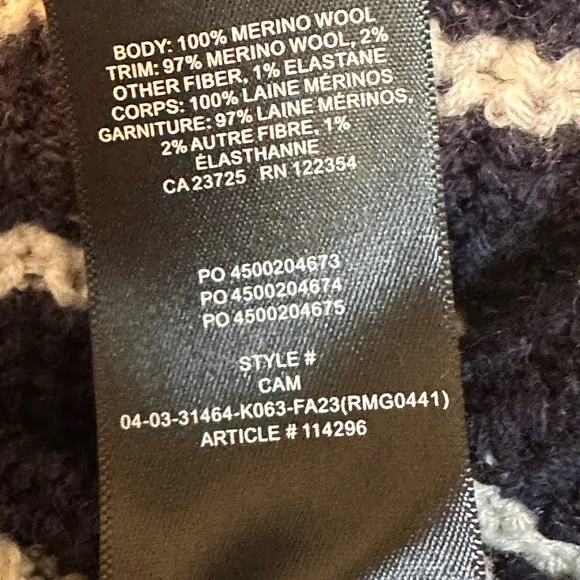 BODY: 100% MERINO WOOL
TRIM: 97% MERINO WOOL, 2%
OTHER FIBER, 1% ELASTANE
CORPS: 100% LAINE MÉRINOS
GARNITURE: 97% LAINE MÉRINOS,
2% AUTRE FIBRE, 1%
ÉLASTHANNE
CA 23725 RN 122354
PO 4500204673
PO 4500204674
PO 4500204675
STYLE #
CAM
04-03-31464-K063-FA23(RMG0441)
ARTICLE # 114296